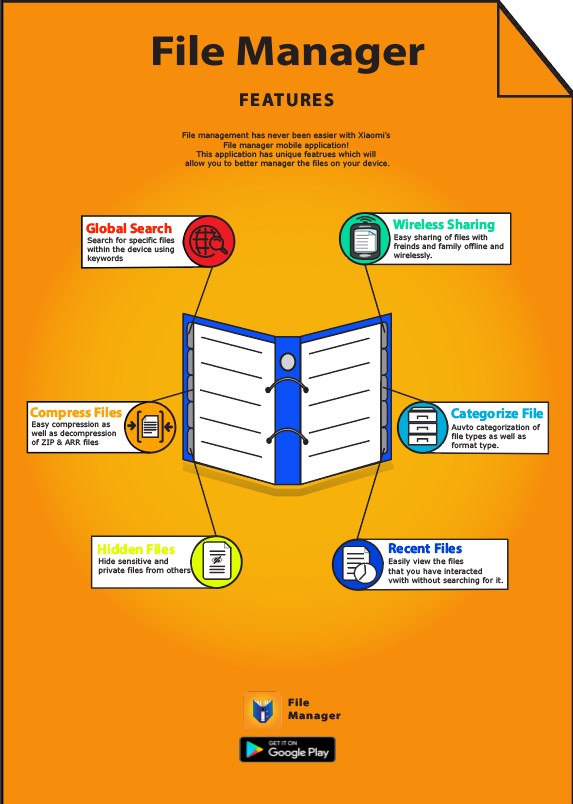 File Manager
FEATURES
File management has never been easier with Xiaomi's
File manager mobile application!
This application has unique featrues which will
allow you to better manager the files on your device.
Global Search
Search for specific files
within the device using
keywords
Wireless Sharing
Easy sharing of files with
freinds and family offline and
wirelessly.
Compress Files
Easy compression as
well as decompression
of ZIP & ARR files
Categorize File
Auvto categorization of
file types as well as
format type.
Hidden Files
Hide sensitive and
private files from others
Recent Files
Easily view the files
that you have interacted
vwith without searching for it.
File
Manager
GET IT ON
Google Play